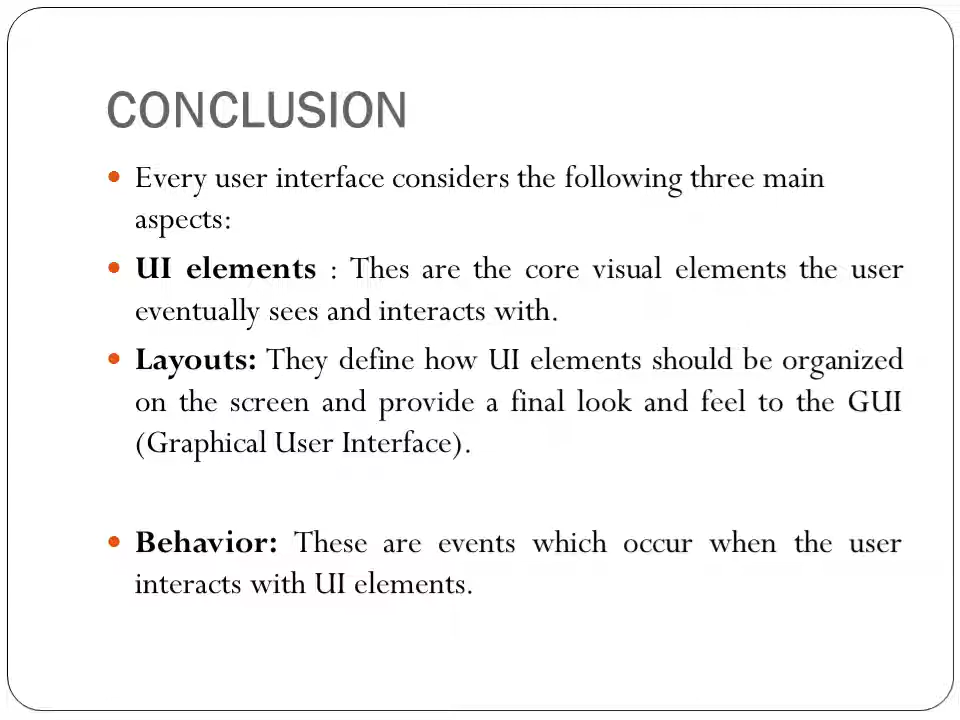 CONCLUSION
• Every user interface considers the following three main
aspects:
• UI elements : Thes are the core visual elements the user
eventually sees and interacts with.
• Layouts: They define how UI elements should be organized
on the screen and provide a final look and feel to the GUI
(Graphical User Interface).
• Behavior: These are events which occur when the user
interacts with UI elements.